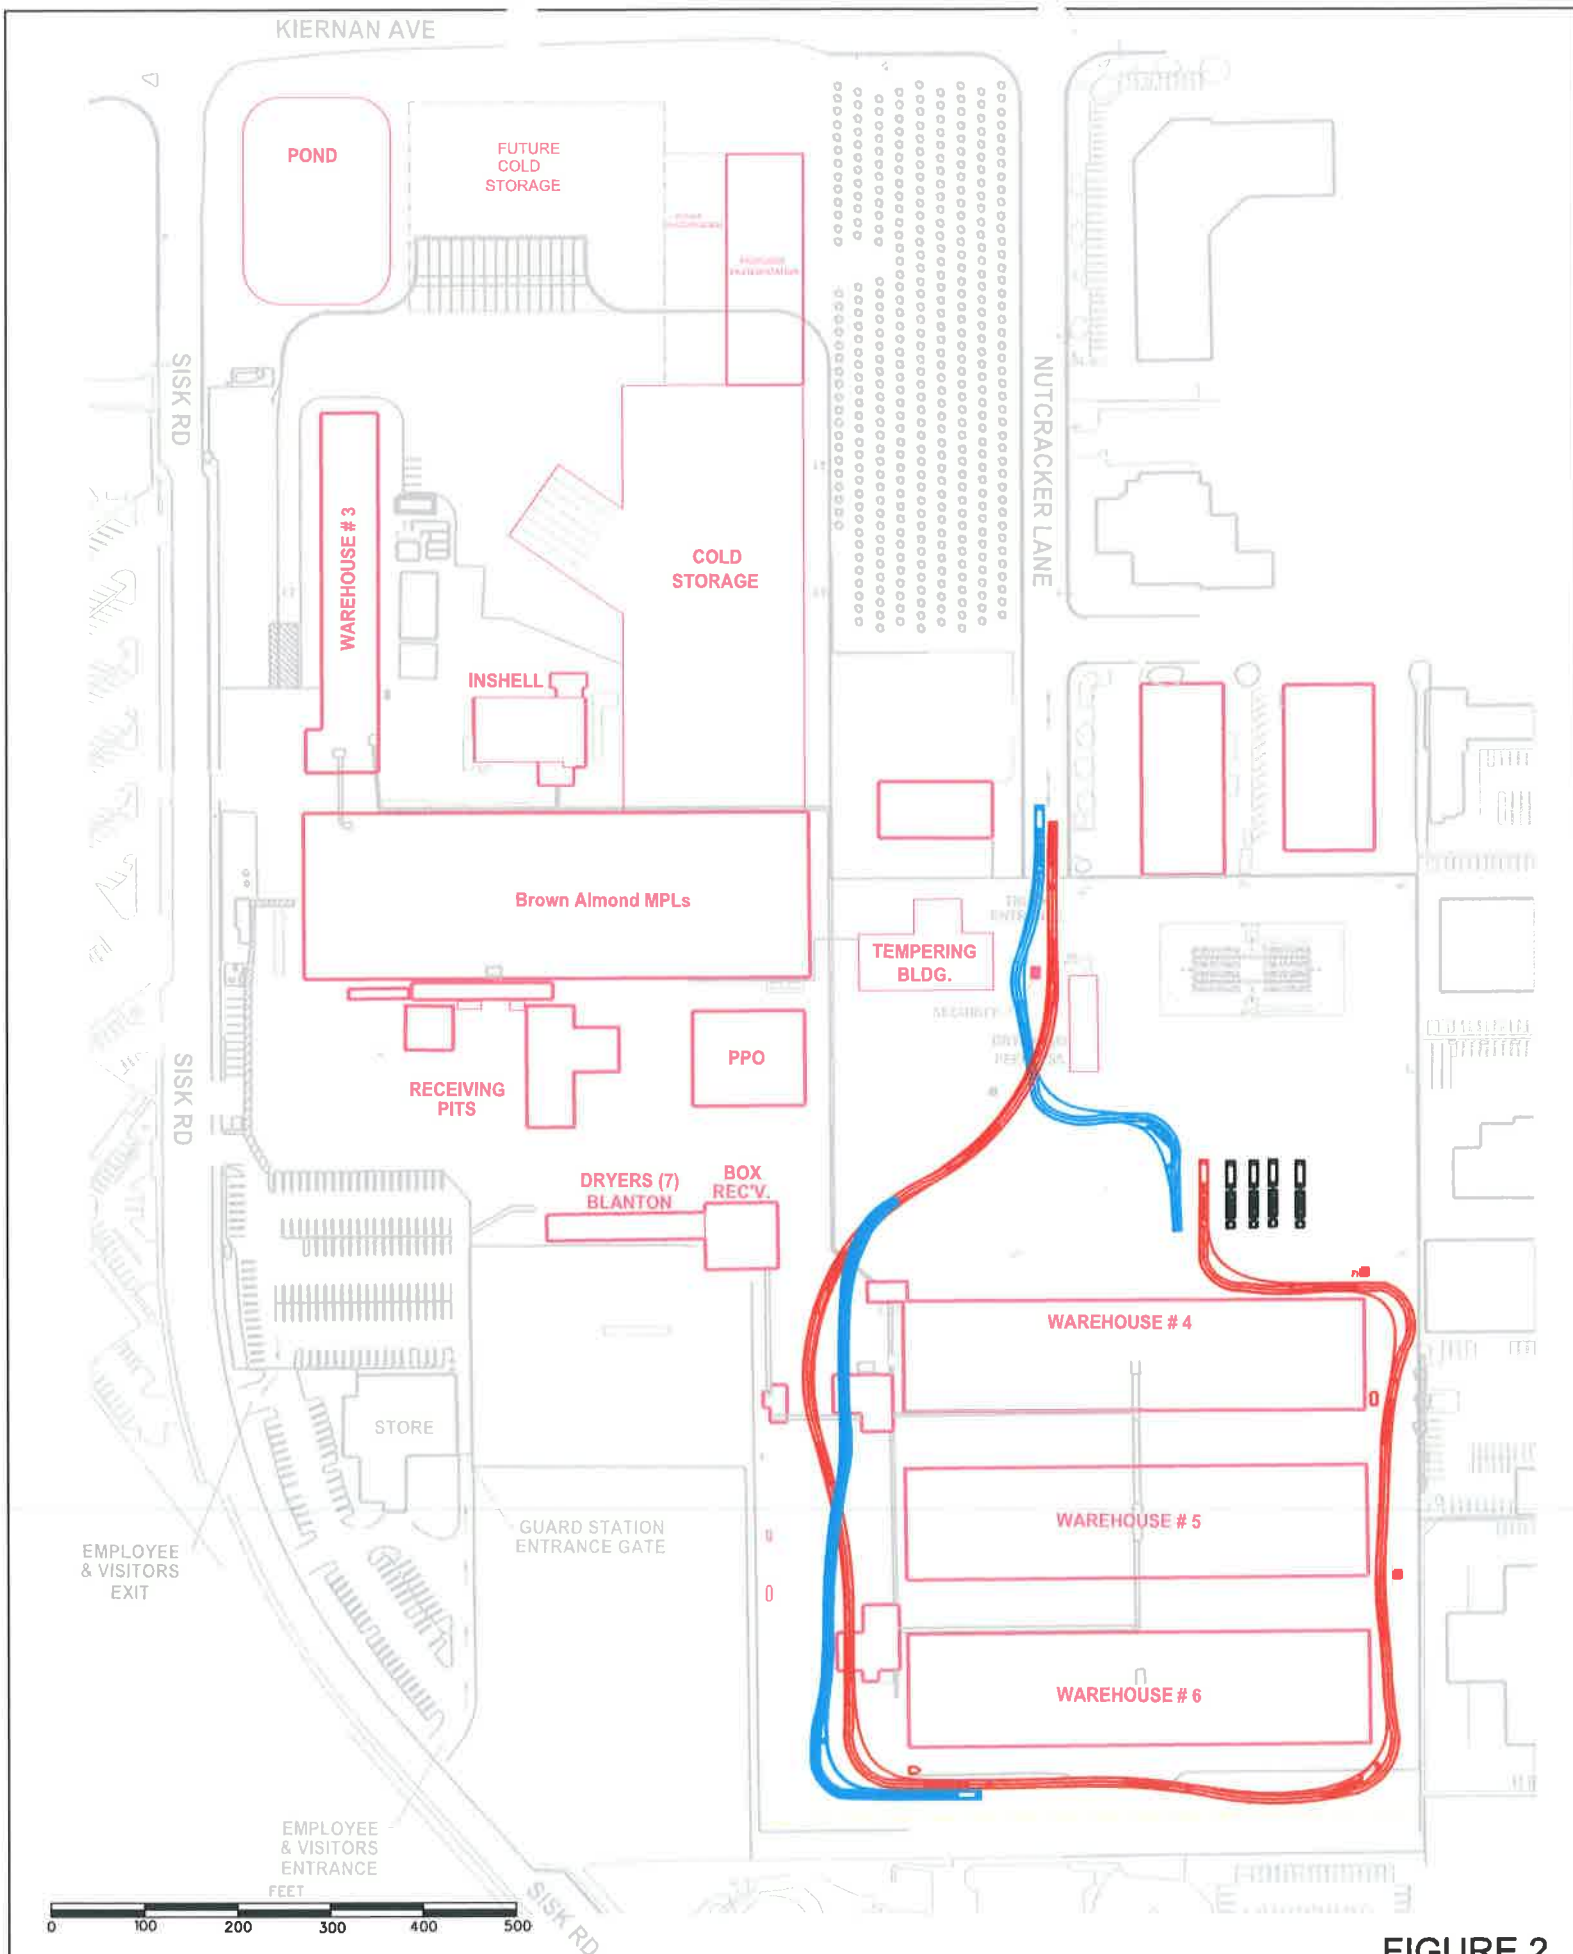 KIERNAN AVE
POND
FUTURE
COLD
STORAGE
SISK RD
NUTCRACKER LANE
WAREHOUSE # 3
COLD
STORAGE
INSHELL
Brown Almond MPLs
TEMPERING
BLDG.
SISK RD
RECEIVING
PITS
PPO
DRYERS (7)
BLANTON
BOX
REC'V.
WAREHOUSE # 4
STORE
WAREHOUSE # 5
GUARD STATION
ENTRANCE GATE
EMPLOYEE
& VISITORS
EXIT
WAREHOUSE # 6
EMPLOYEE
& VISITORS
ENTRANCE
FEET
0 100 200 300 400 500
SISK RD
FIGURE 2